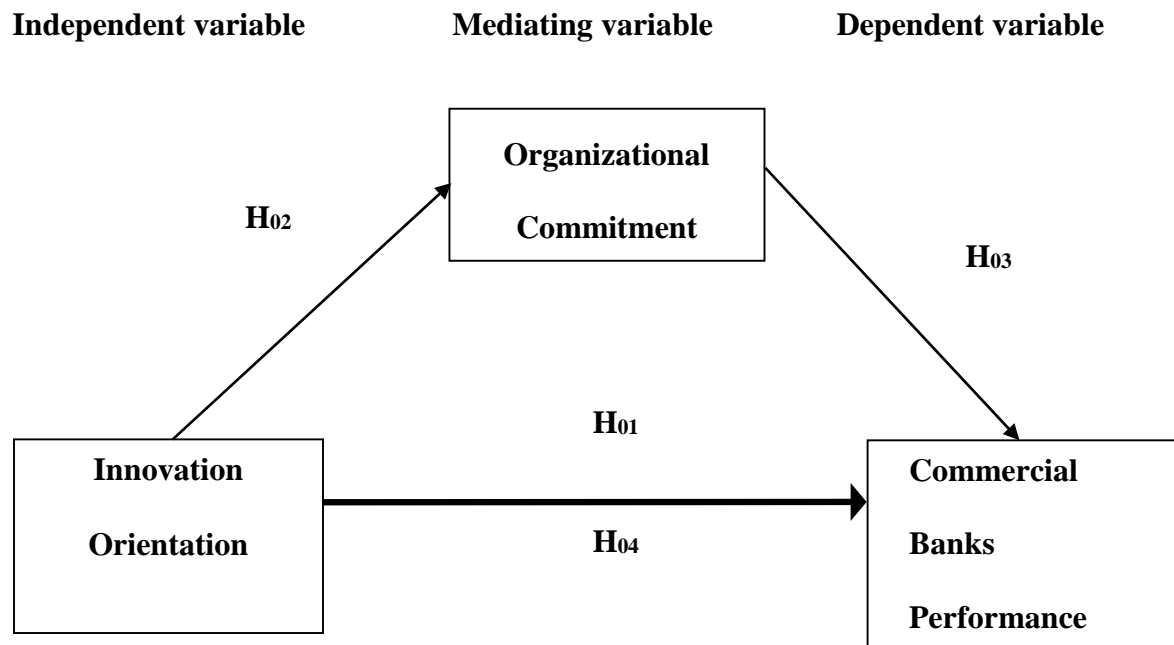 Independent variable
Mediating variable
Dependent variable
Organizational
Commitment
H02
H03
H01
Innovation
Orientation
H04
Commercial
Banks
Performance